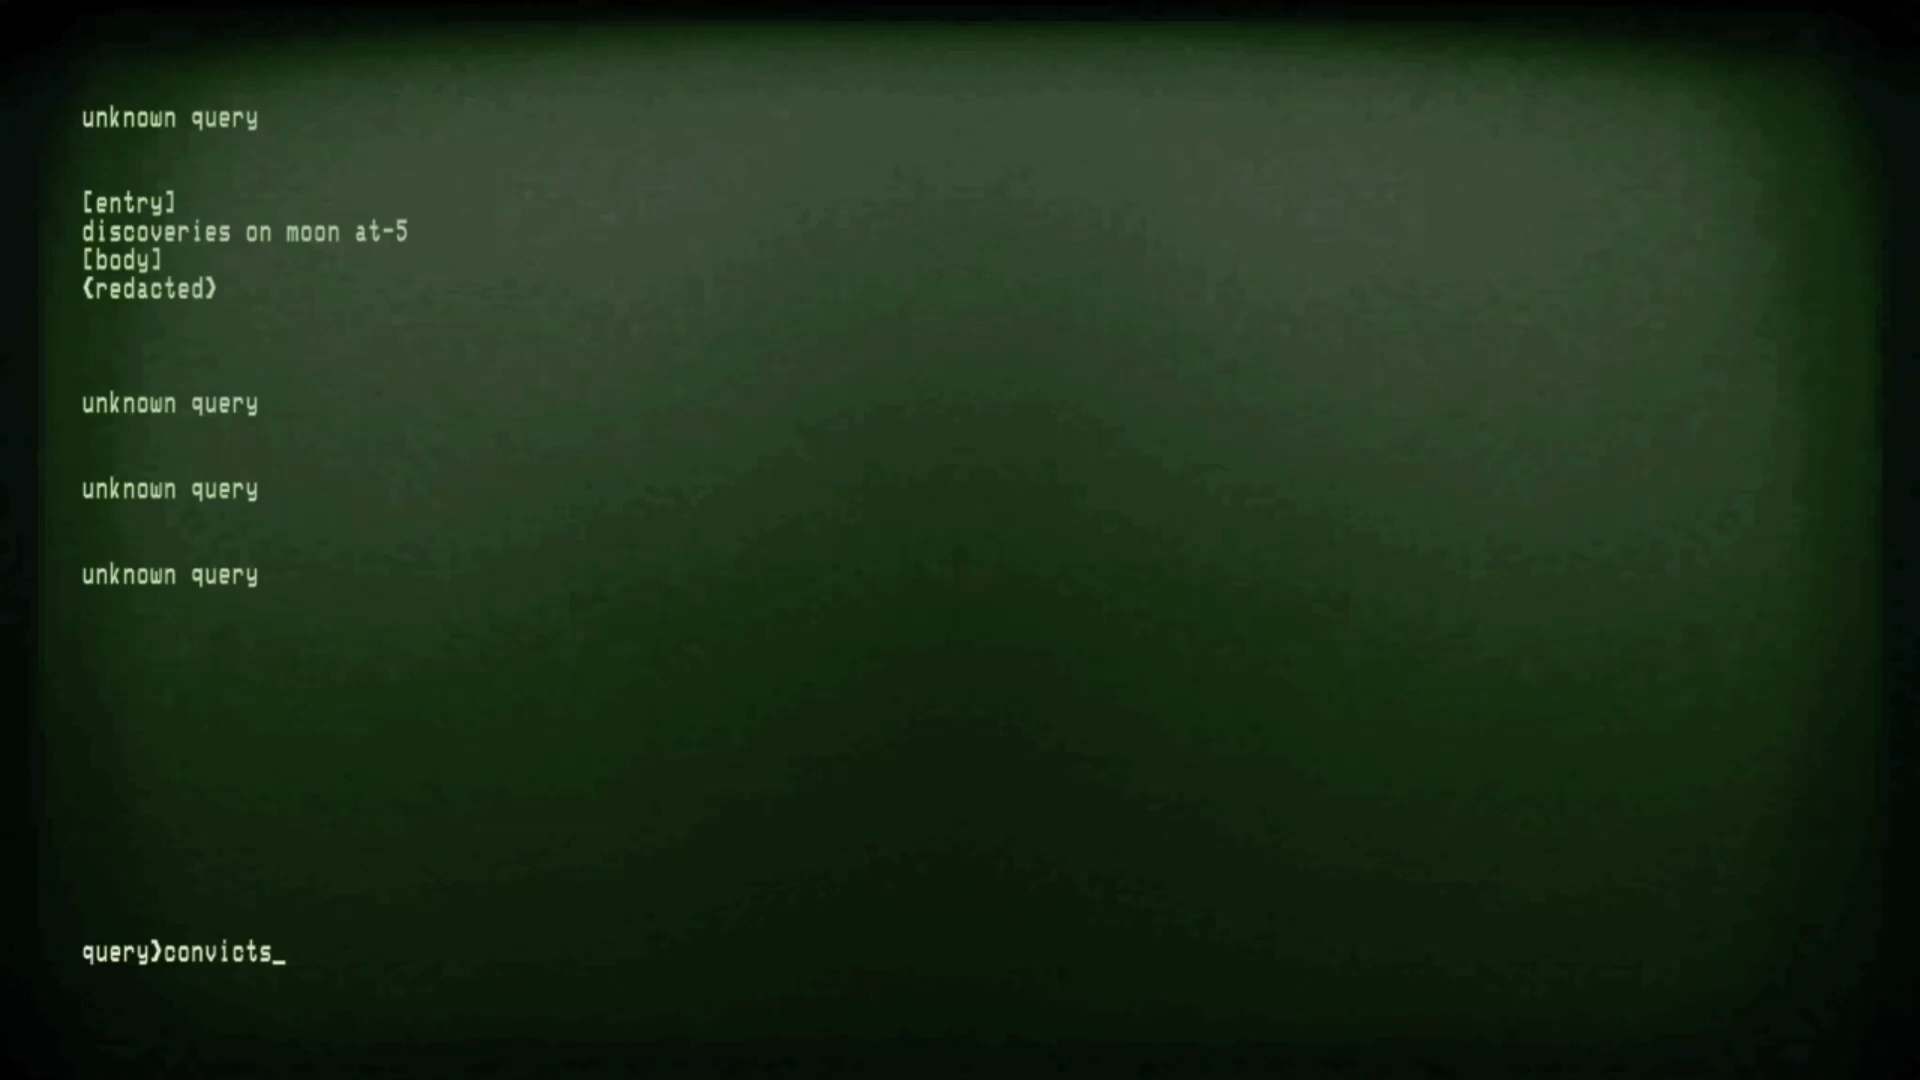 unknown query
[entry]
discoveries on moon at-5
[body]
{redacted}
unknown query
unknown query
unknown query
query}convicts_